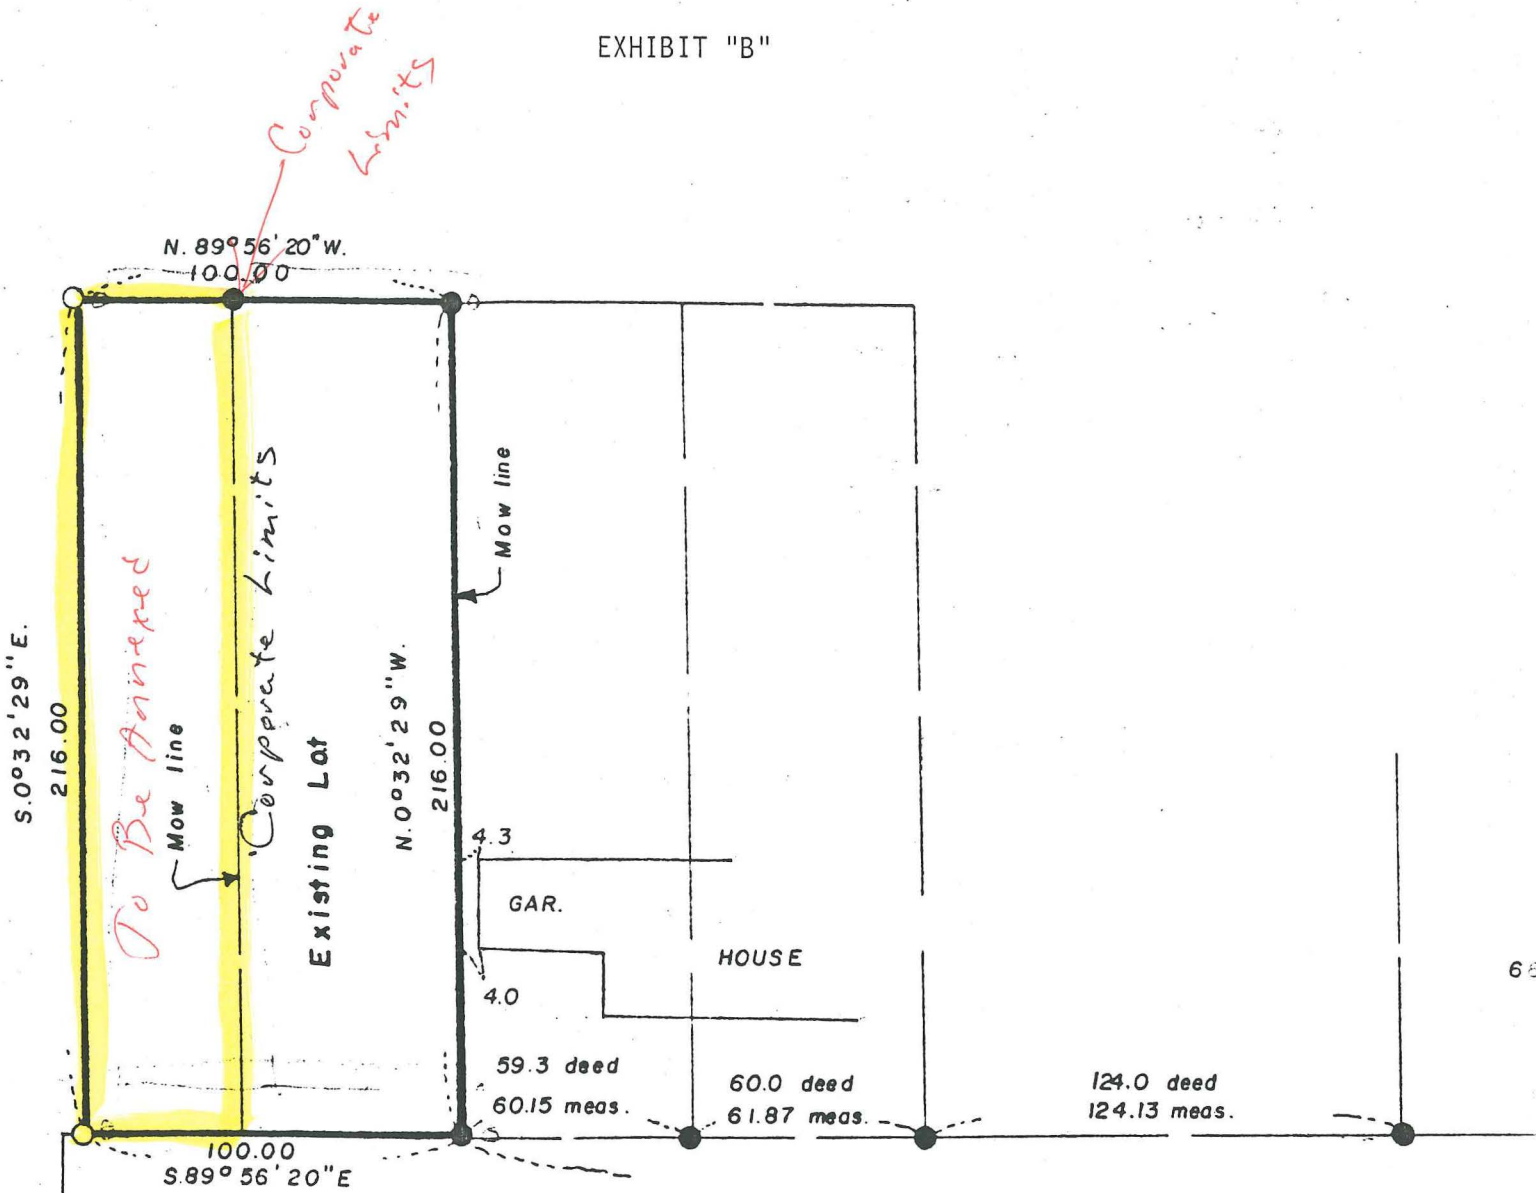 EXHIBIT "B"
Corporate
Limits
N. 89° 56' 20" W.
100.00
Mow line
Corporate Limits
To Be Annexed
S. 0° 32' 29" E.
216.00
Mow line
Existing Lot
N. 0° 32' 29" W.
216.00
4.3
GAR.
HOUSE
4.0
59.3 deed
60.15 meas.
60.0 deed
61.87 meas.
124.0 deed
124.13 meas.
100.00
S. 89° 56' 20" E